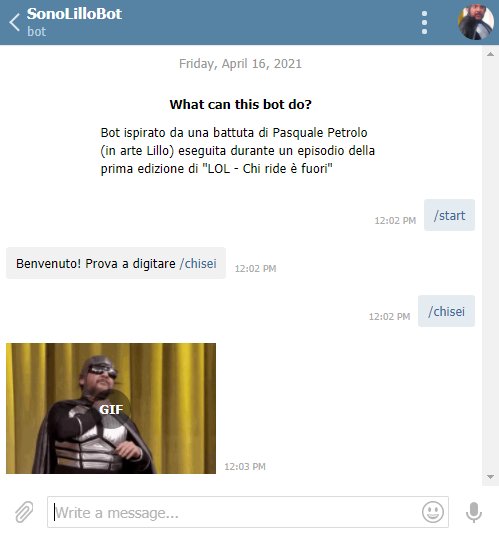 SonoLilloBot
bot
Friday, April 16, 2021
What can this bot do?
Bot ispirato da una battuta di Pasquale Petrolo
(in arte Lillo) eseguita durante un episodio della
prima edizione di "LOL - Chi ride è fuori"
12:02 PM /start
Benvenuto! Prova a digitare /chisei 12:02 PM
12:02 PM /chisei
GIF
12:03 PM
Write a message...